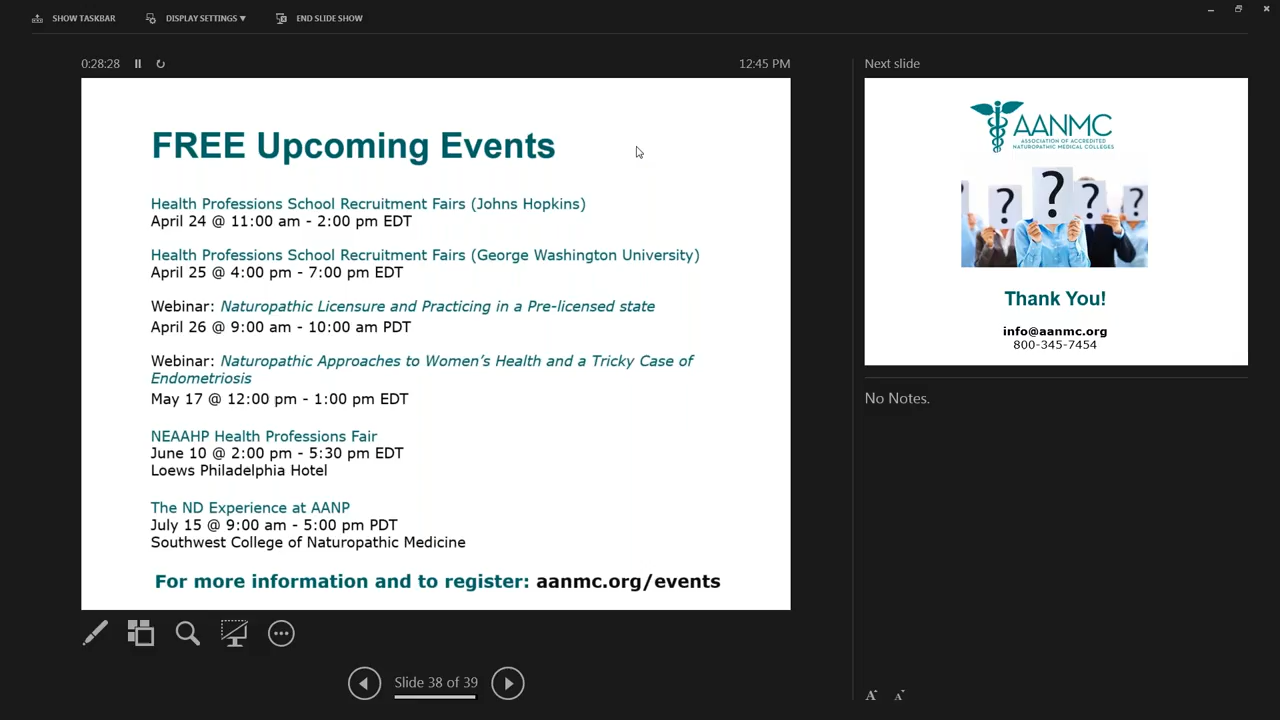 SHOW TASKBAR
DISPLAY SETTINGS ▼
END SLIDE SHOW
0:28:28
12:45 PM
FREE Upcoming Events
Health Professions School Recruitment Fairs (Johns Hopkins)
April 24 @ 11:00 am - 2:00 pm EDT
Health Professions School Recruitment Fairs (George Washington University)
April 25 @ 4:00 pm - 7:00 pm EDT
Webinar: Naturopathic Licensure and Practicing in a Pre-licensed state
April 26 @ 9:00 am - 10:00 am PDT
Webinar: Naturopathic Approaches to Women’s Health and a Tricky Case of
Endometriosis
May 17 @ 12:00 pm - 1:00 pm EDT
NEAAHP Health Professions Fair
June 10 @ 2:00 pm - 5:30 pm EDT
Loews Philadelphia Hotel
The ND Experience at AANP
July 15 @ 9:00 am - 5:00 pm PDT
Southwest College of Naturopathic Medicine
For more information and to register: aanmc.org/events
Slide 38 of 39
Next slide
AANMC
ASSOCIATION OF ACCREDITED
NATUROPATHIC MEDICAL COLLEGES
? ? ? ?
Thank You!
info@aanmc.org
800-345-7454
No Notes.
A A